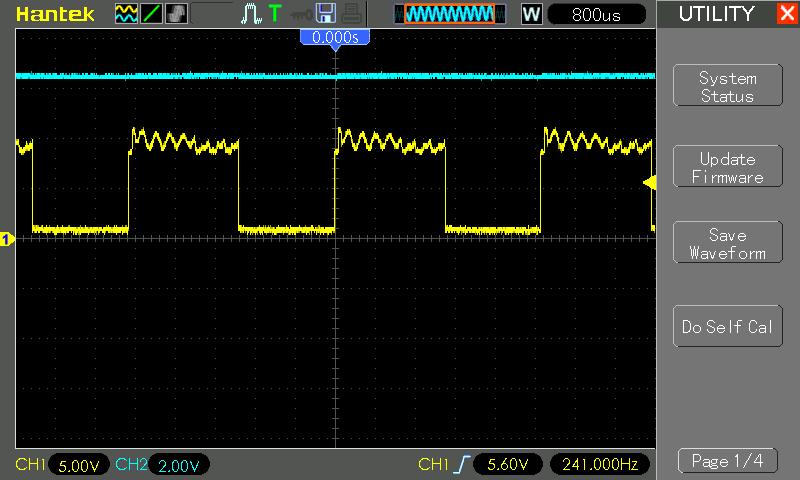 Hantek
T
W
800us
UTILITY
X
0.000s
System
Status
Update
Firmware
Save
Waveform
Do Self Cal
1
CH1 5.00V CH2 2.00V CH1 5.60V 241.000Hz
Page 1/4